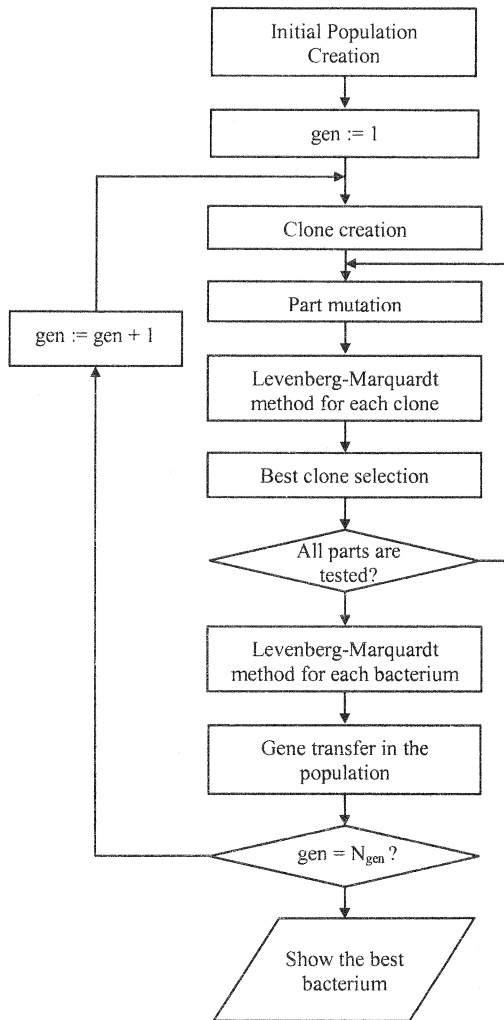 Initial Population
Creation
gen := 1
Clone creation
Part mutation
gen := gen + 1
Levenberg-Marquardt
method for each clone
Best clone selection
All parts are
tested?
Levenberg-Marquardt
method for each bacterium
Gene transfer in the
population
gen = Ngen ?
Show the best
bacterium